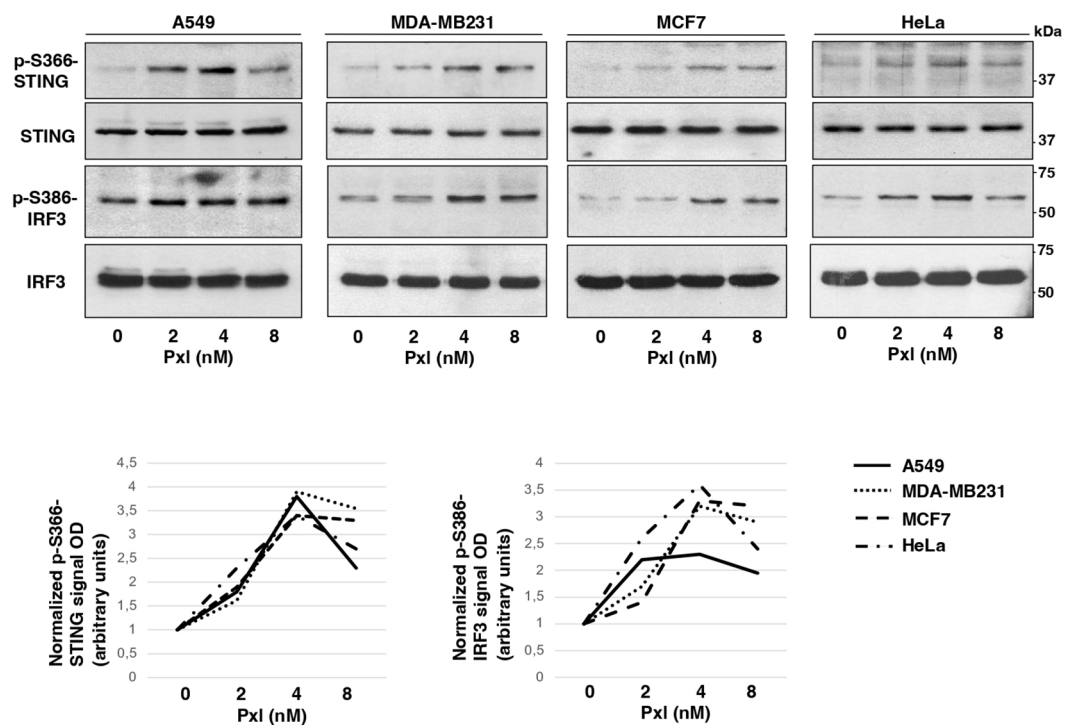 A549 MDA-MB231 MCF7 HeLa
kDa
p-S366-
STING
37
STING
37
p-S386-
IRF3
75
50
IRF3
75
50
0 2 4 8 0 2 4 8 0 2 4 8 0 2 4 8
Pxl (nM) Pxl (nM) Pxl (nM) Pxl (nM)
Normalized p-S366-
STING signal OD
(arbitrary units)
4,5
4
3,5
3
2,5
2
1,5
1
0,5
0
0 2 4 8
Pxl (nM)
Normalized p-S386-
IRF3 signal OD
(arbitrary units)
4
3,5
3
2,5
2
1,5
1
0,5
0
0 2 4 8
Pxl (nM)
A549
MDA-MB231
MCF7
HeLa